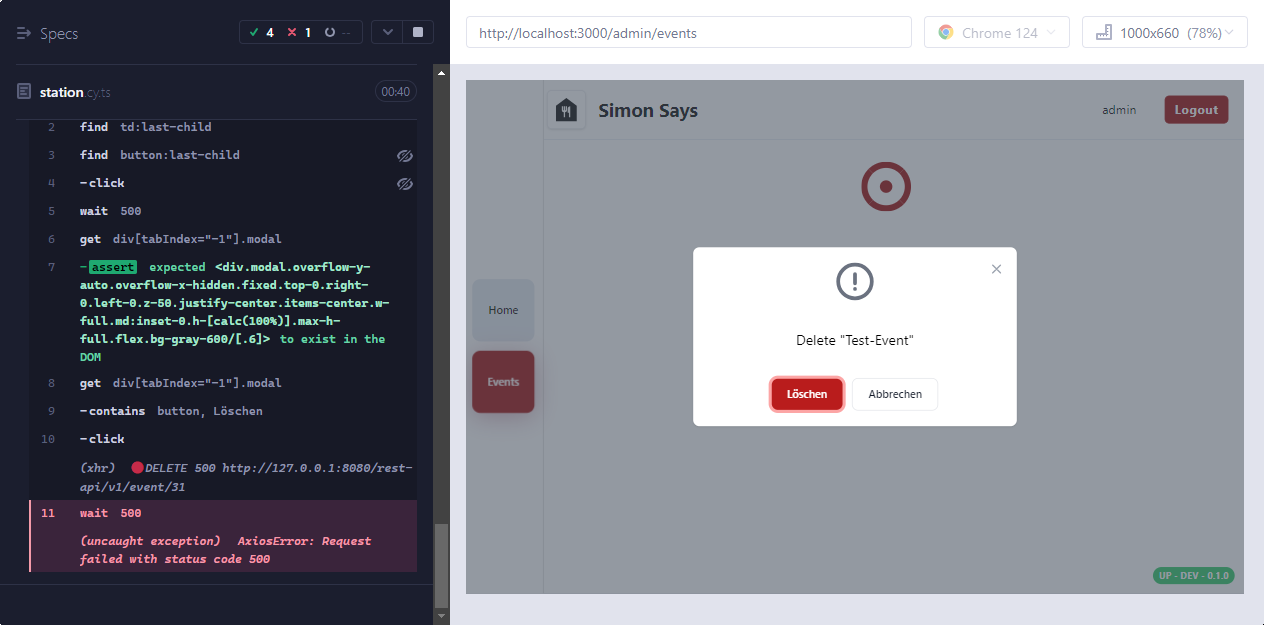 Specs
4
1
--
station.cy.ts
00:40
2 find td:last-child
3 find button:last-child
4 -click
5 wait 500
6 get div[tabIndex="-1"].modal
7 -assert expected <div.modal.overflow-y-
auto.overflow-x-hidden.fixed.top-0.right-
0.left-0.z-50.justify-center.items-center.w-
full.md:inset-0.h-[calc(100%)].max-h-
full.flex.bg-gray-600/[.6]> to exist in the
DOM
8 get div[tabIndex="-1"].modal
9 -contains button, Löschen
10 -click
(xhr) DELETE 500 http://127.0.0.1:8080/rest-
api/v1/event/31
11 wait 500
(uncaught exception) AxiosError: Request
failed with status code 500
http://localhost:3000/admin/events
Chrome 124
1000x660 (78%)
Simon Says
admin
Logout
Home
Events
Delete "Test-Event"
Löschen
Abbrechen
UP - DEV - 0.1.0